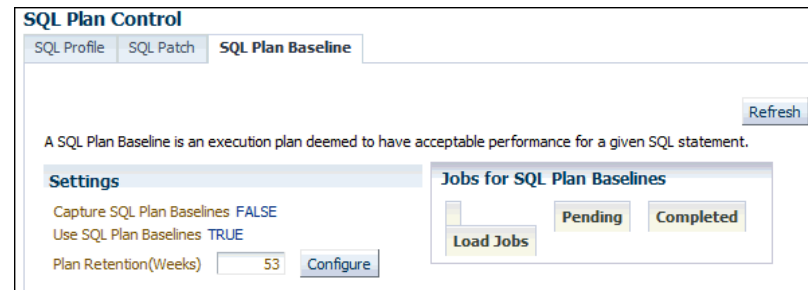 SQL Plan Control
SQL Profile SQL Patch SQL Plan Baseline
Refresh
A SQL Plan Baseline is an execution plan deemed to have acceptable performance for a given SQL statement.
Settings
Capture SQL Plan Baselines FALSE
Use SQL Plan Baselines TRUE
Plan Retention(Weeks) 53 Configure
Jobs for SQL Plan Baselines
Pending Completed
Load Jobs